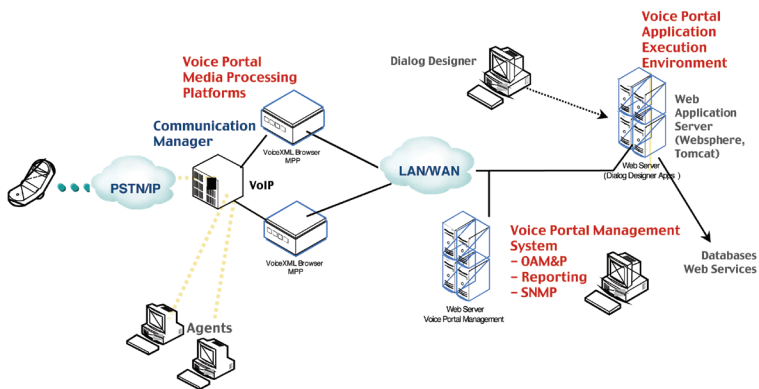 Voice Portal
Application
Execution
Environment
Dialog Designer
Voice Portal
Media Processing
Platforms
Web
Application
Server
(Websphere,
Tomcat)
Communication
Manager
VoiceXML Browser
MPP
Web Server
(Dialog Designer Apps )
PSTN/IP
VoIP
LAN/WAN
VoiceXML Browser
MPP
Voice Portal Management
System
– OAM&P
– Reporting
– SNMP
Databases
Web Services
Web Server
Voice Portal Management
Agents